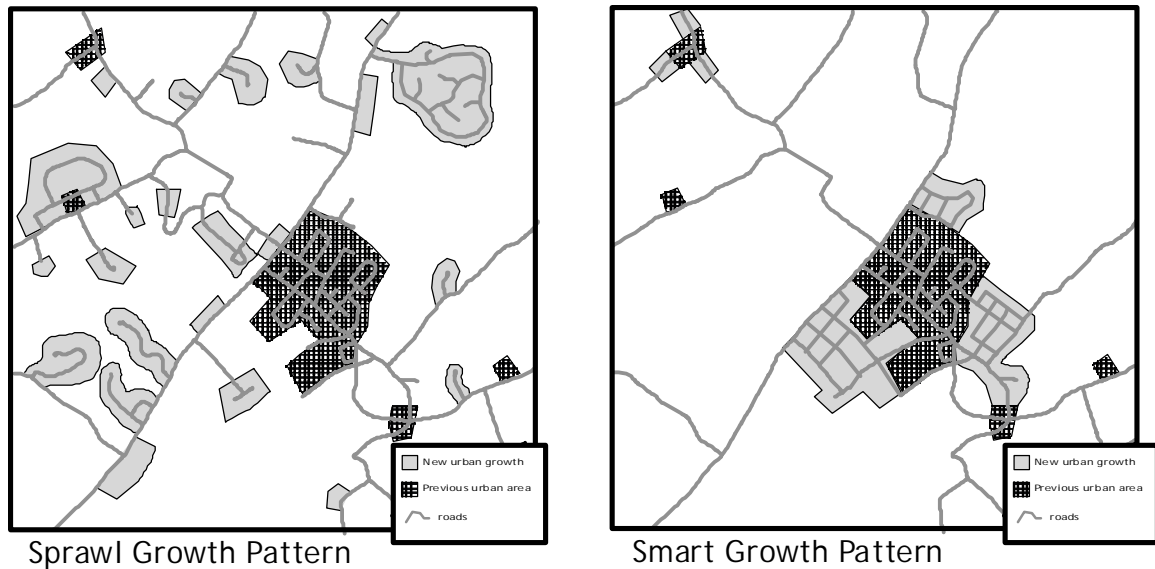 New urban growth
Previous urban area
roads
New urban growth
Previous urban area
roads
Sprawl Growth Pattern
Smart Growth Pattern